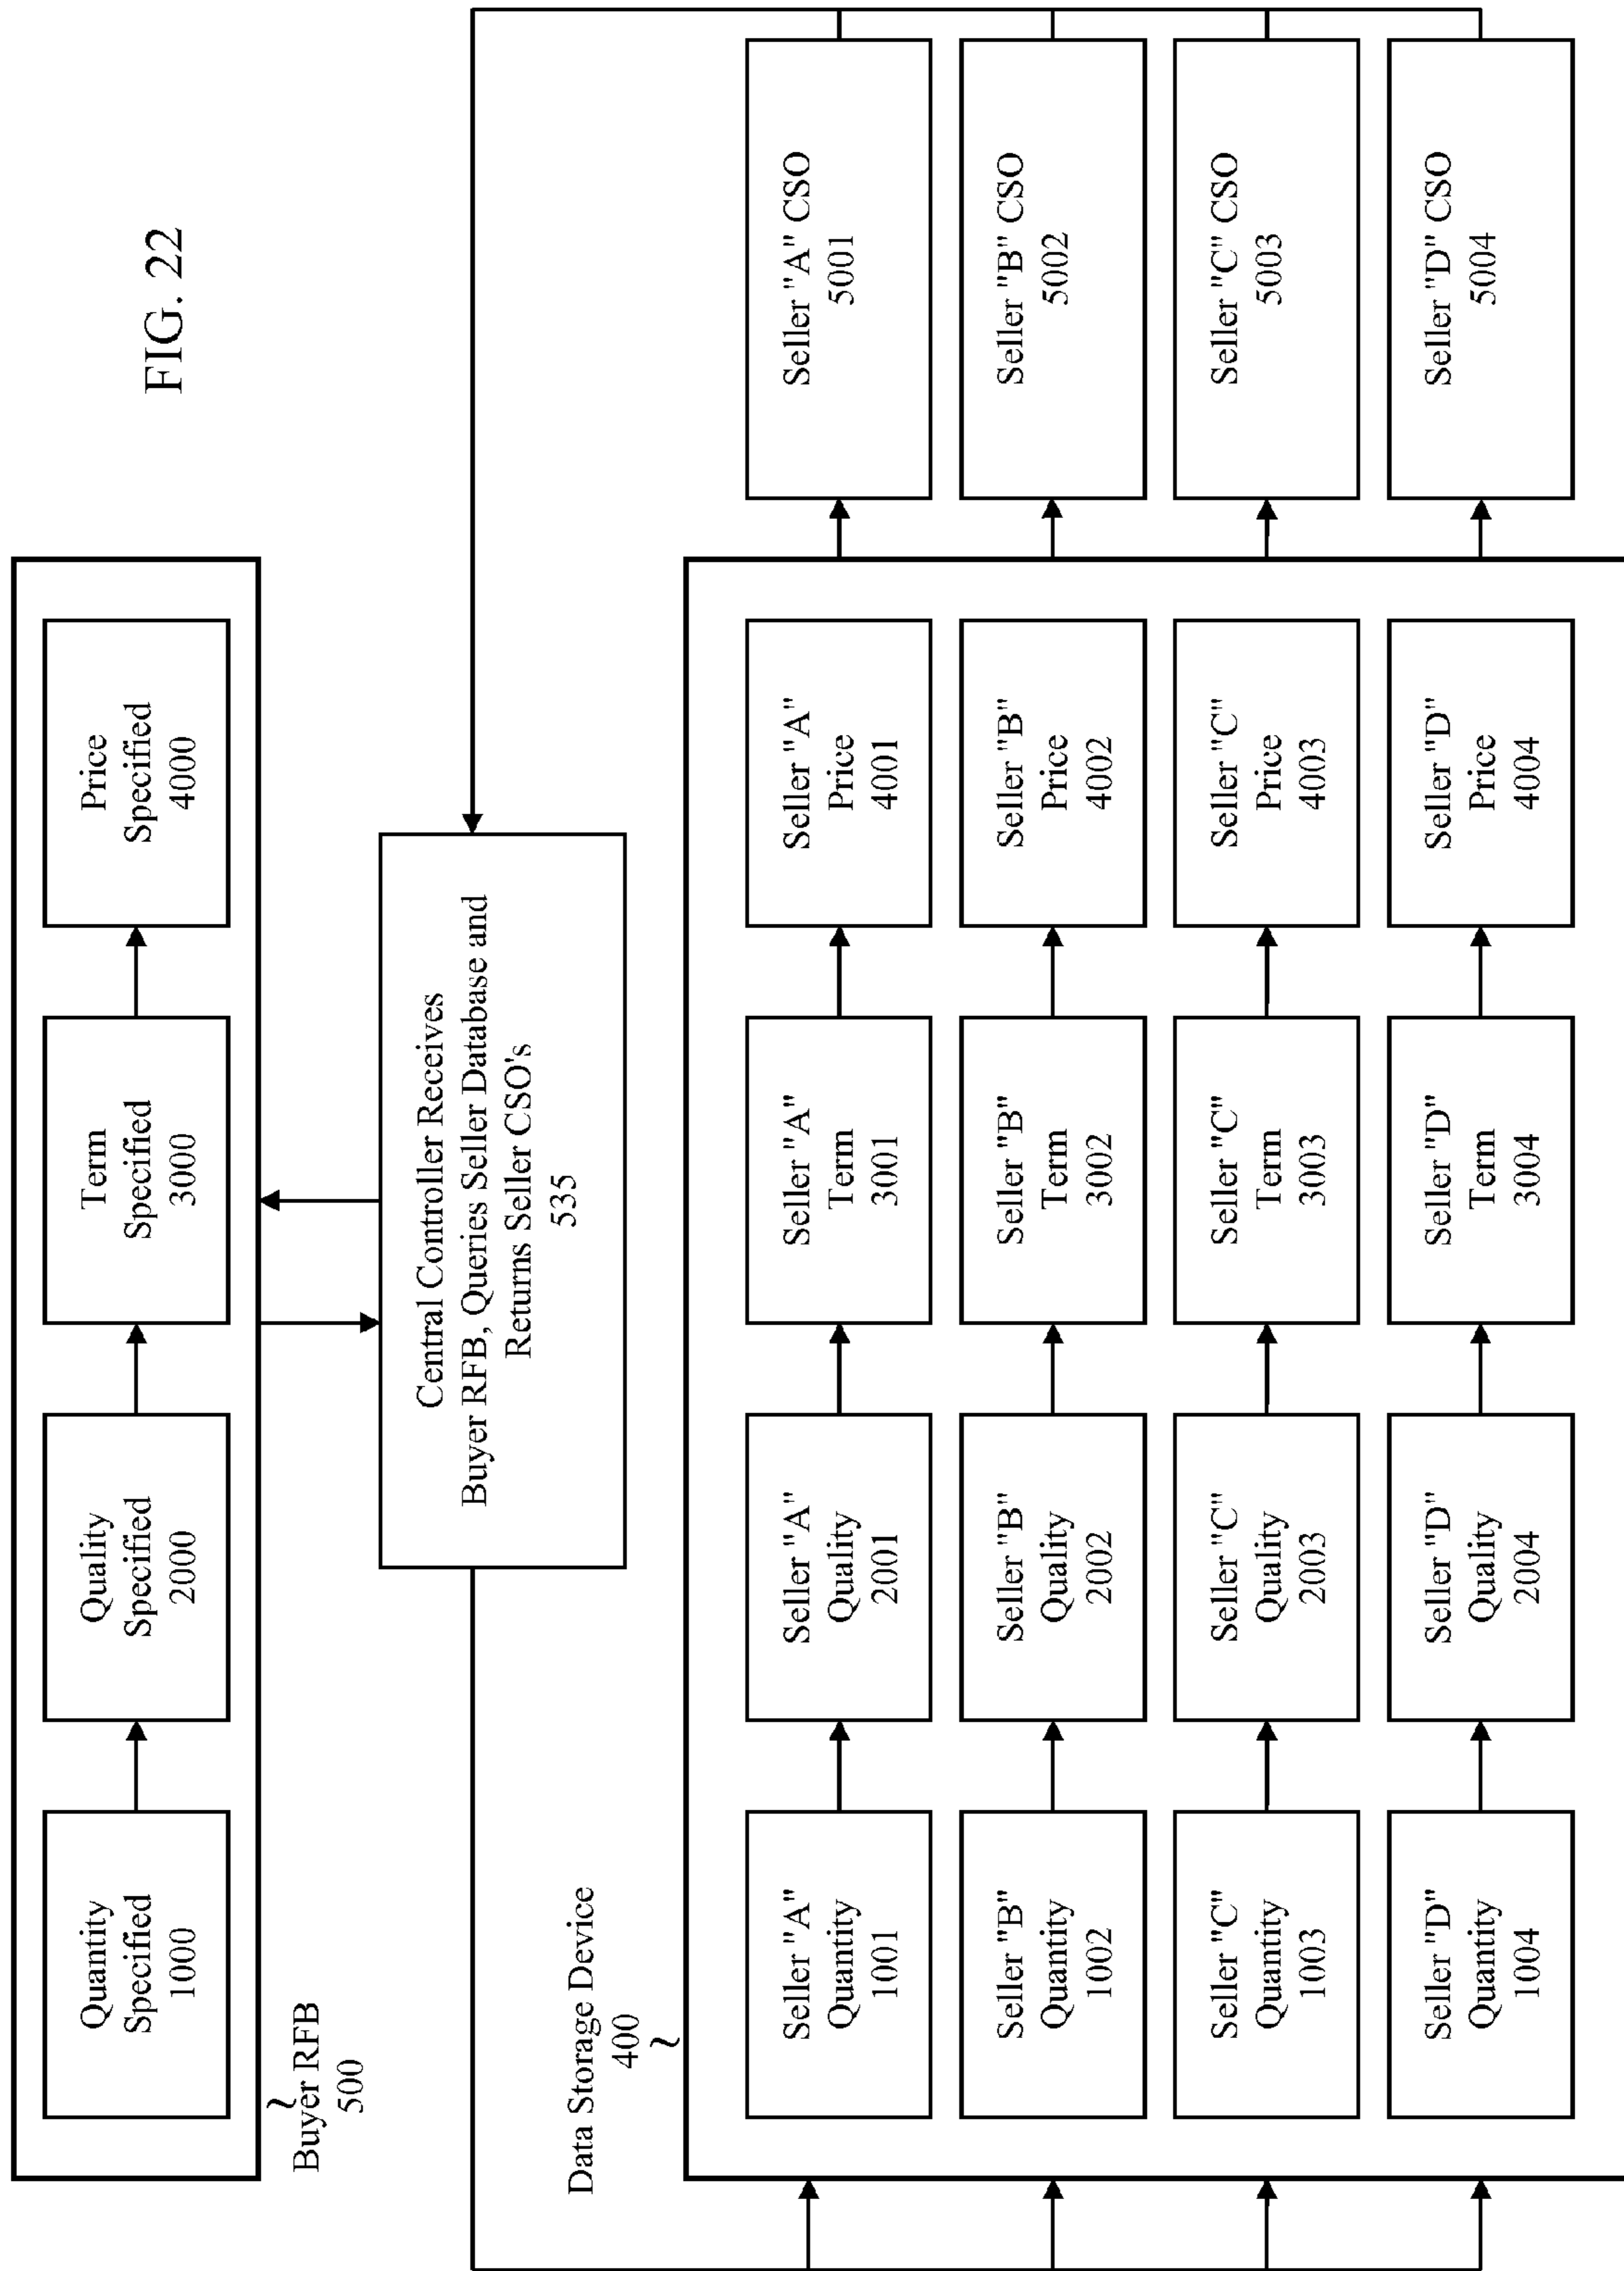 FIG. 22
Quantity
Specified
1000
Quality
Specified
2000
Term
Specified
3000
Price
Specified
4000
Buyer RFB
500
Central Controller Receives
Buyer RFB, Queries Seller Database and
Returns Seller CSO's
535
Data Storage Device
400
Seller "A"
Quantity
1001
Seller "A"
Quality
2001
Seller "A"
Term
3001
Seller "A"
Price
4001
Seller "A" CSO
5001
Seller "B"
Quantity
1002
Seller "B"
Quality
2002
Seller "B"
Term
3002
Seller "B"
Price
4002
Seller "B" CSO
5002
Seller "C"
Quantity
1003
Seller "C"
Quality
2003
Seller "C"
Term
3003
Seller "C"
Price
4003
Seller "C" CSO
5003
Seller "D"
Quantity
1004
Seller "D"
Quality
2004
Seller "D"
Term
3004
Seller "D"
Price
4004
Seller "D" CSO
5004